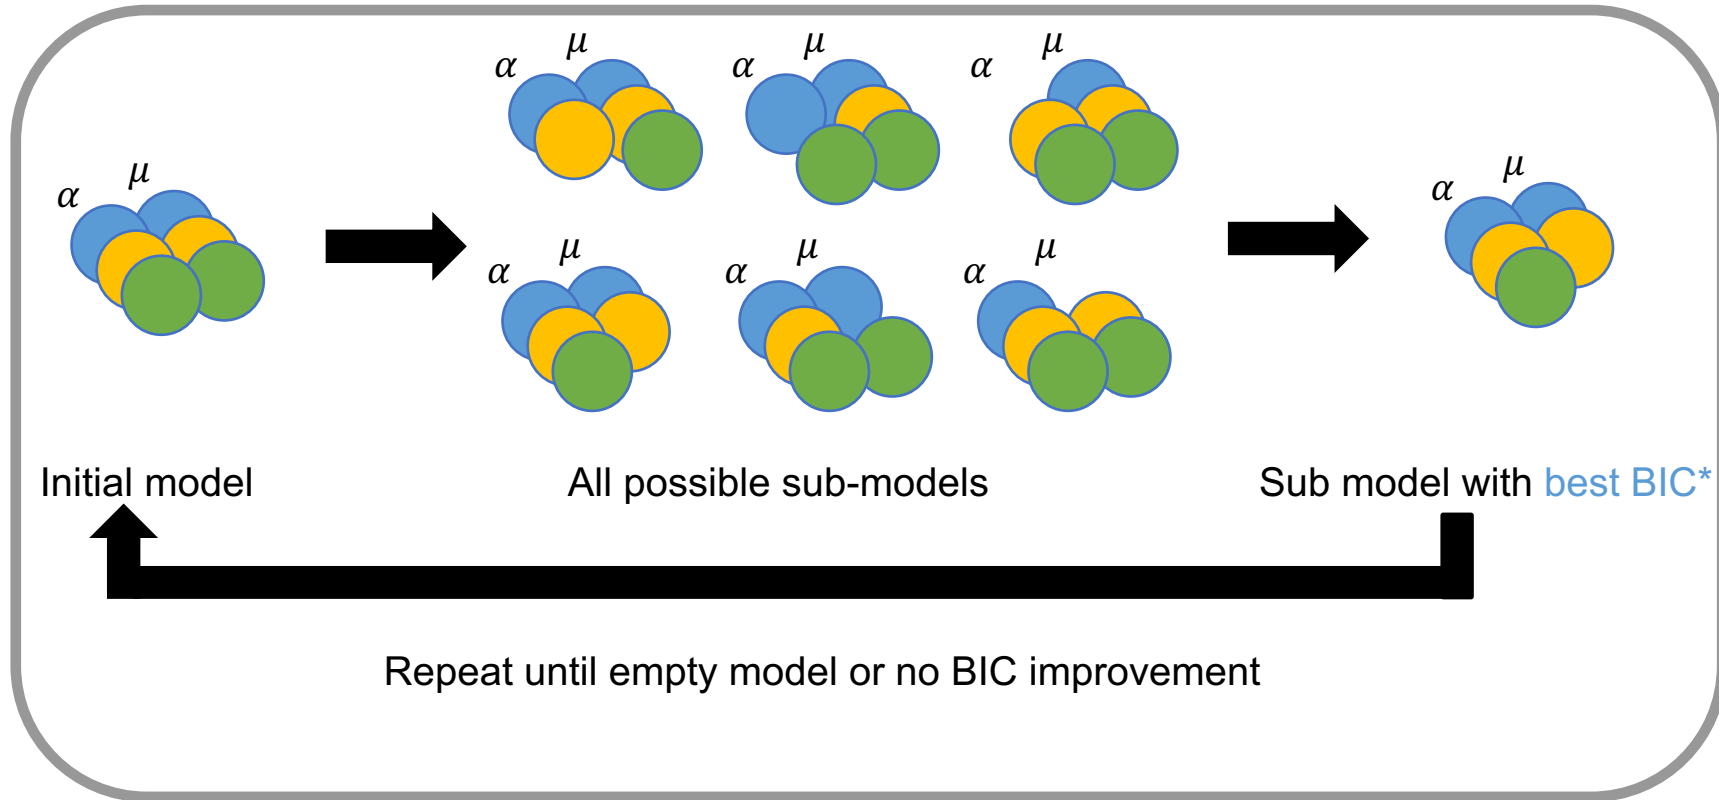 α μ
α μ
α μ
α μ
α μ
α μ
α μ
α μ
Initial model
All possible sub-models
Sub model with best BIC*
Repeat until empty model or no BIC improvement